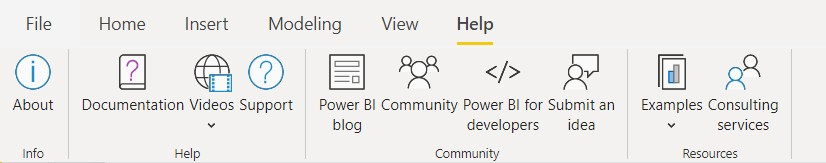 File Home Insert Modeling View Help
About Documentation Videos Support Power BI Community Power BI for Submit an Examples Consulting
blog developers idea services
Info Help Community Resources